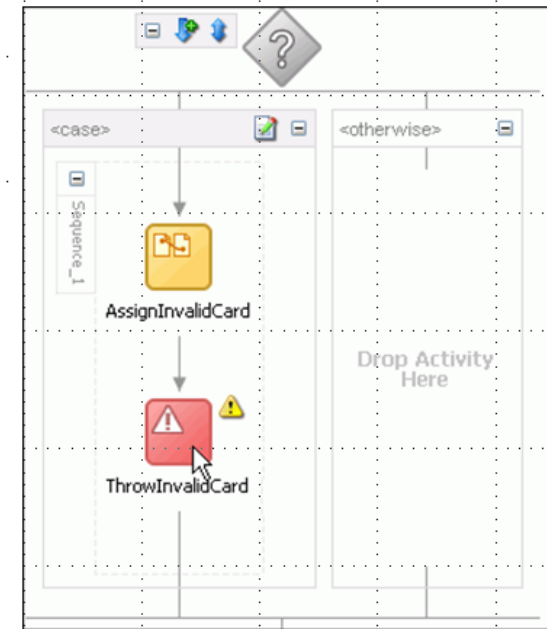 ?
<case>
<otherwise>
Sequence_1
AssignInvalidCard
Drop Activity
Here
ThrowInvalidCard